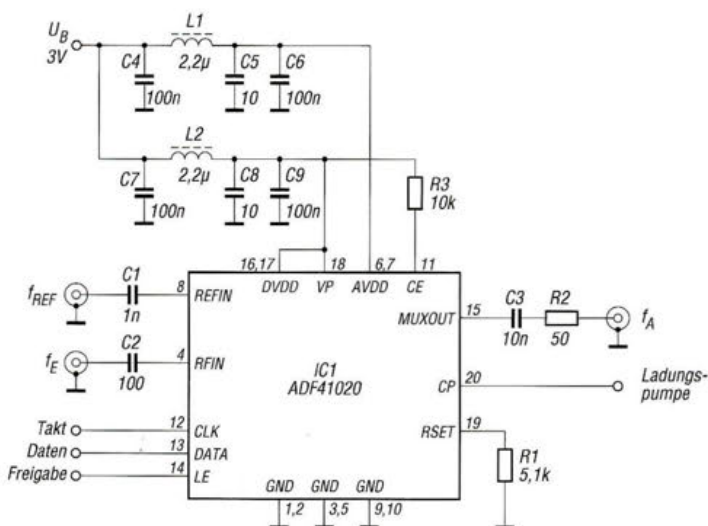 U_B
3V
L1
2,2µ
C4
100n
C5
10
C6
100n
L2
2,2µ
C7
100n
C8
10
C9
100n
R3
10k
16,17
18
6,7
11
DVDD
VP
AVDD
CE
f_REF
C1
1n
8
REFIN
f_E
C2
100
4
RFIN
IC1
ADF41020
MUXOUT
15
C3
10n
R2
50
f_A
CP
20
Ladungs-
pumpe
RSET
19
R1
5,1k
Takt
12
CLK
Daten
13
DATA
Freigabe
14
LE
GND
GND
GND
1,2
3,5
9,10